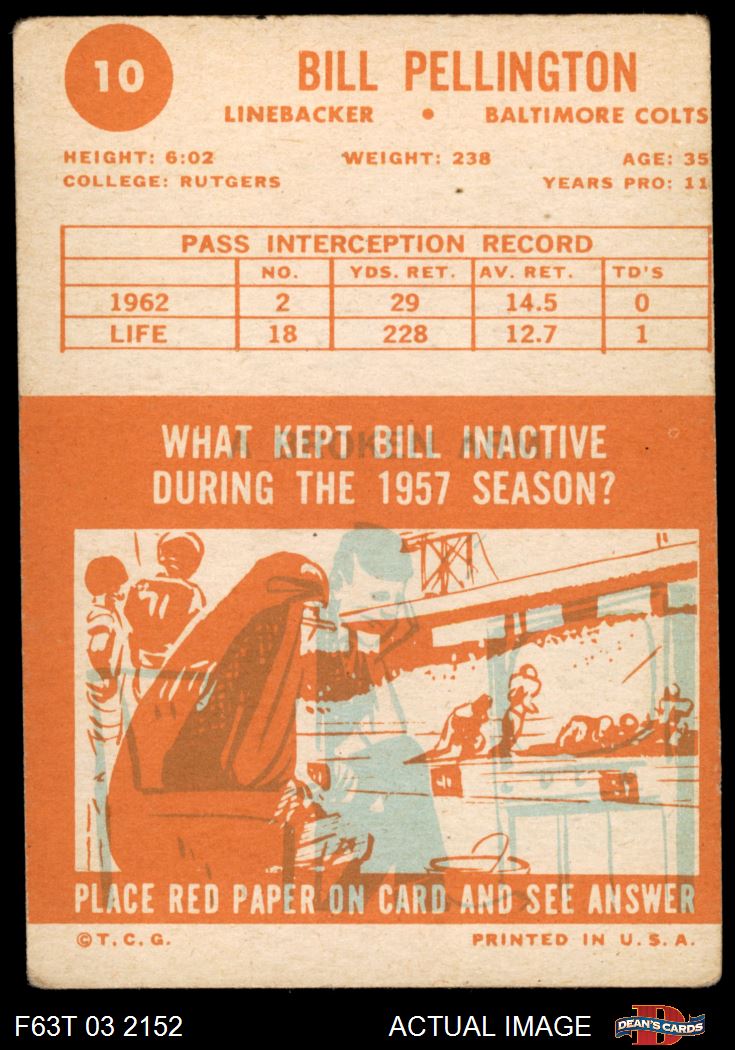 10
BILL PELLINGTON
LINEBACKER • BALTIMORE COLTS
HEIGHT: 6:02 WEIGHT: 238 AGE: 35
COLLEGE: RUTGERS YEARS PRO: 11
PASS INTERCEPTION RECORD
NO. YDS. RET. AV. RET. TD'S
1962 2 29 14.5 0
LIFE 18 228 12.7 1
WHAT KEPT BILL INACTIVE
A BROKEN ARM.
DURING THE 1957 SEASON?
71
PLACE RED PAPER ON CARD AND SEE ANSWER
©T.C.G. PRINTED IN U.S.A.
F63T 03 2152 ACTUAL IMAGE D DEAN'S CARDS